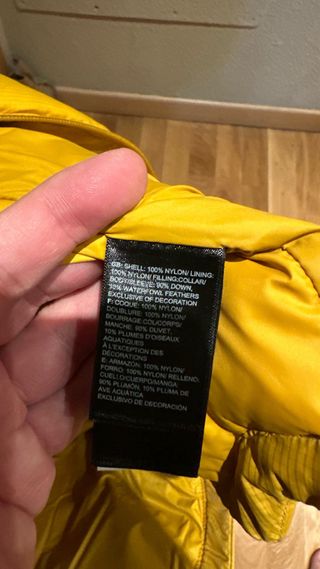 GB: SHELL: 100% NYLON/ LINING:
100% NYLON/ FILLING:COLLAR/
BODY/SLEEVE: 90% DOWN,
10% WATERFOWL FEATHERS
EXCLUSIVE OF DECORATION
F: COQUE: 100% NYLON/
DOUBLURE: 100% NYLON/
BOURRAGE:COL/CORPS/
MANCHE: 90% DUVET,
10% PLUMES D'OISEAUX
AQUATIQUES
À L'EXCEPTION DES
DÉCORATIONS
E: ARMAZÓN: 100% NYLON/
FORRO: 100% NYLON/ RELLENO:
CUELLO/CUERPO/MANGA:
90% PLUMÓN, 10% PLUMA DE
AVE ACUÁTICA
EXCLUSIVO DE DECORACIÓN